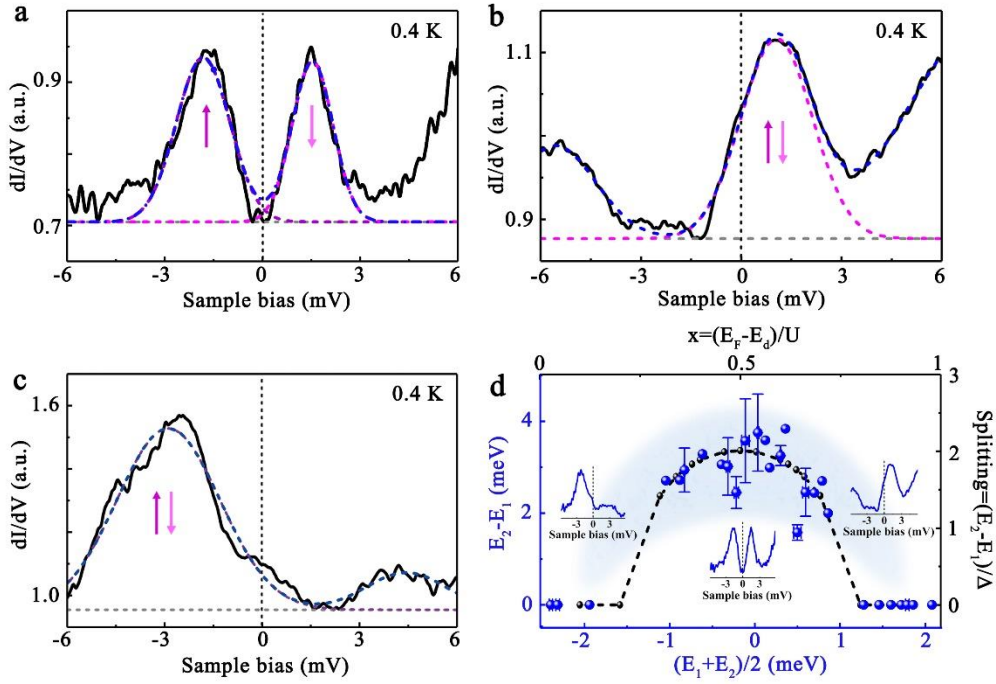 a
0.4 K
0.9
0.7
dI/dV (a.u.)
-6 -3 0 3 6
Sample bias (mV)
b
0.4 K
1.1
0.9
dI/dV (a.u.)
-6 -3 0 3 6
Sample bias (mV)
c
0.4 K
1.6
1.0
dI/dV (a.u.)
-6 -3 0 3 6
Sample bias (mV)
x=(E_F-E_d)/U
0 0.5 1
d
4
2
0
E_2-E_1 (meV)
3
2
1
0
Splitting=(E_2-E_1)/Δ
-3 0 3
Sample bias (mV)
-3 0 3
Sample bias (mV)
-3 0 3
Sample bias (mV)
-2 -1 0 1 2
(E_1+E_2)/2 (meV)